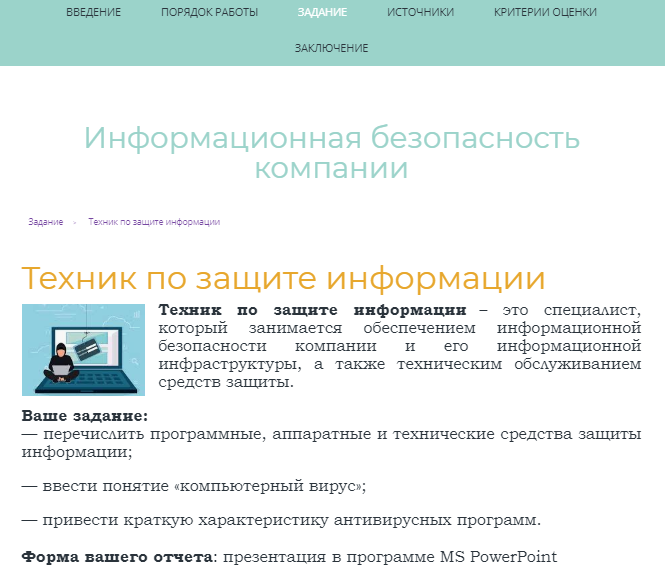 ВВЕДЕНИЕ ПОРЯДОК РАБОТЫ ЗАДАНИЕ ИСТОЧНИКИ КРИТЕРИИ ОЦЕНКИ
ЗАКЛЮЧЕНИЕ
Информационная безопасность
компании
Задание » Техник по защите информации
Техник по защите информации
Техник по защите информации – это специалист,
который занимается обеспечением информационной
безопасности компании и его информационной
инфраструктуры, а также техническим обслуживанием
средств защиты.
Ваше задание:
— перечислить программные, аппаратные и технические средства защиты
информации;
— ввести понятие «компьютерный вирус»;
— привести краткую характеристику антивирусных программ.
Форма вашего отчета: презентация в программе MS PowerPoint